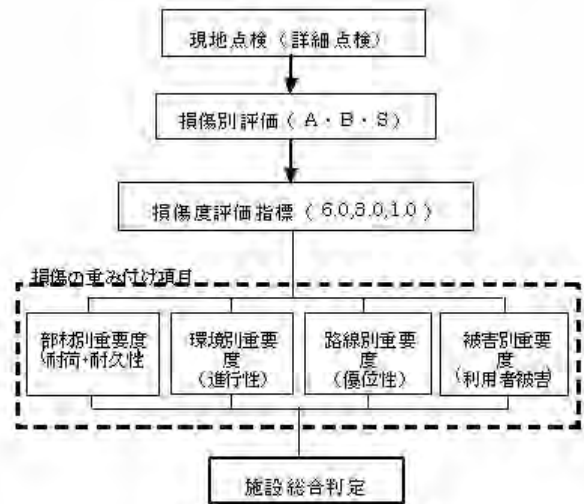 現地点検（詳細点検）
損傷別評価（A・B・S）
損傷度評価指標（6.0,3.0,1.0）
損傷の重み付け項目
部材別重要度
(耐荷+耐久性
環境別重要
度
(進行性)
路線別重要
度
(優位性)
被害別重要
度
(利用者被害)
施設総合判定